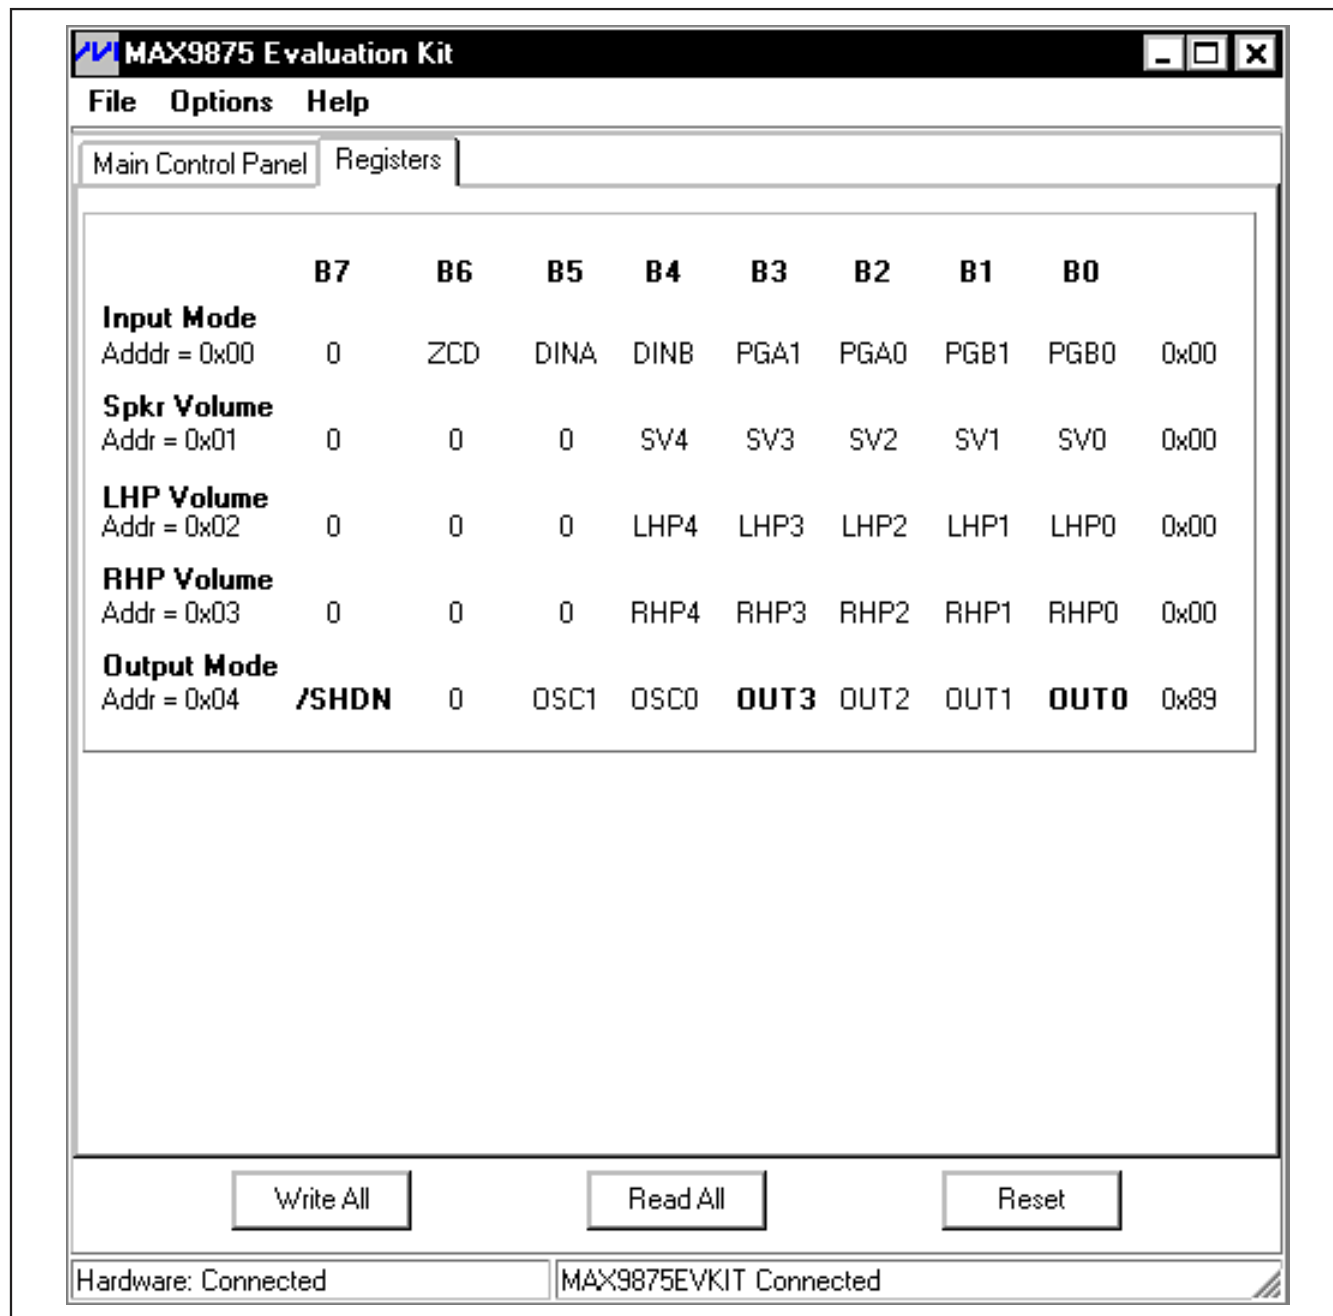 MAX9875 Evaluation Kit
File Options Help
Main Control Panel Registers
B7 B6 B5 B4 B3 B2 B1 B0
Input Mode
Adddr = 0x00 0 ZCD DINA DINB PGA1 PGA0 PGB1 PGB0 0x00
Spkr Volume
Addr = 0x01 0 0 0 SV4 SV3 SV2 SV1 SV0 0x00
LHP Volume
Addr = 0x02 0 0 0 LHP4 LHP3 LHP2 LHP1 LHP0 0x00
RHP Volume
Addr = 0x03 0 0 0 RHP4 RHP3 RHP2 RHP1 RHP0 0x00
Output Mode
Addr = 0x04 /SHDN 0 OSC1 OSC0 OUT3 OUT2 OUT1 OUT0 0x89
Write All Read All Reset
Hardware: Connected MAX9875EVKIT Connected